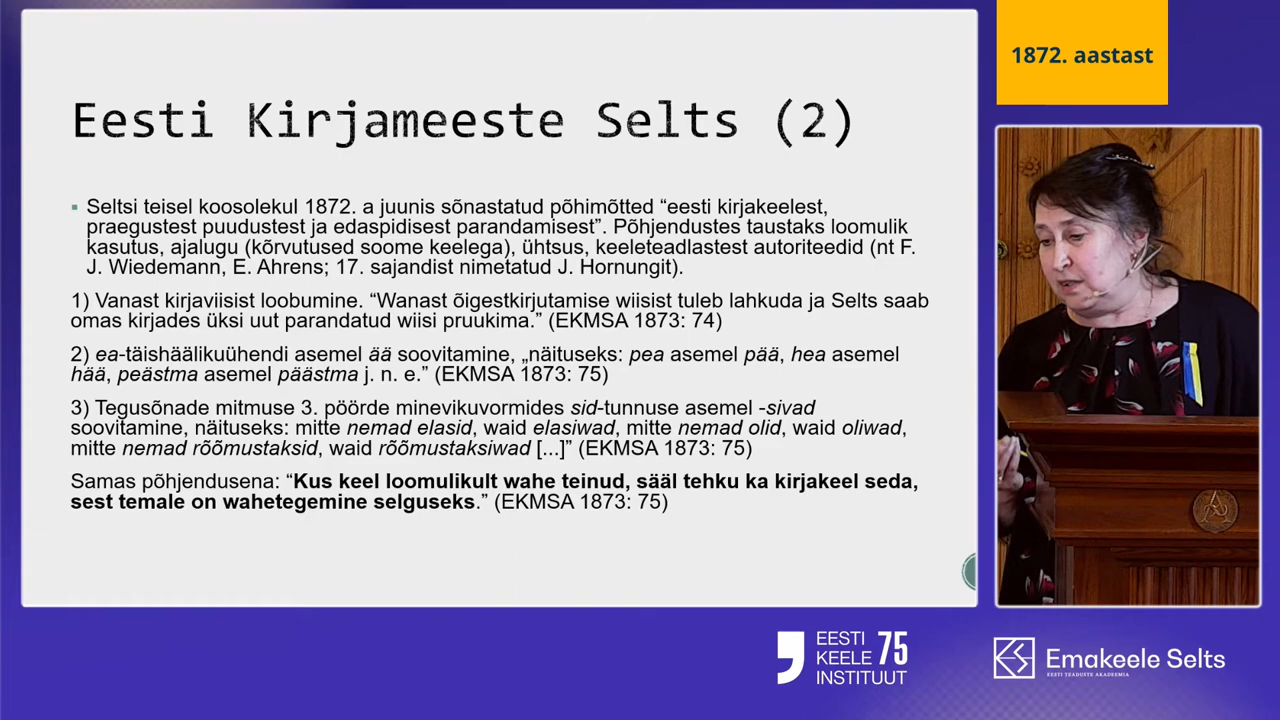 1872. aastast
Eesti Kirjameeste Selts (2)
▪ Seltsi teisel koosolekul 1872. a juunis sõnastatud põhimõtted “eesti kirjakeelest,
praegustest puudustest ja edaspidisest parandamisest”. Põhjendustes taustaks loomulik
kasutus, ajalugu (kõrvutused soome keelega), ühtsus, keeleteadlastest autoriteedid (nt F.
J. Wiedemann, E. Ahrens; 17. sajandist nimetatud J. Hornungit).
1) Vanast kirjaviisist loobumine. “Wanast õigestkirjutamise wiisist tuleb lahkuda ja Selts saab
omas kirjades üksi uut parandatud wiisi pruukima.” (EKMSA 1873: 74)
2) ea-täishäälikuühendi asemel ää soovitamine, „näituseks: pea asemel pää, hea asemel
hää, peästma asemel päästma j. n. e.” (EKMSA 1873: 75)
3) Tegusõnade mitmuse 3. pöörde minevikuvormides sid-tunnuse asemel -sivad
soovitamine, näituseks: mitte nemad elasid, waid elasiwad, mitte nemad olid, waid oliwad,
mitte nemad rõõmustaksid, waid rõõmustaksiwad [...]” (EKMSA 1873: 75)
Samas põhjendusena: “Kus keel loomulikult wahe teinud, sääl tehku ka kirjakeel seda,
sest temale on wahetegemine selguseks.” (EKMSA 1873: 75)
EESTI
KEELE 75
INSTITUUT
Emakeele Selts
EESTI TEADUSTE AKADEEMIA